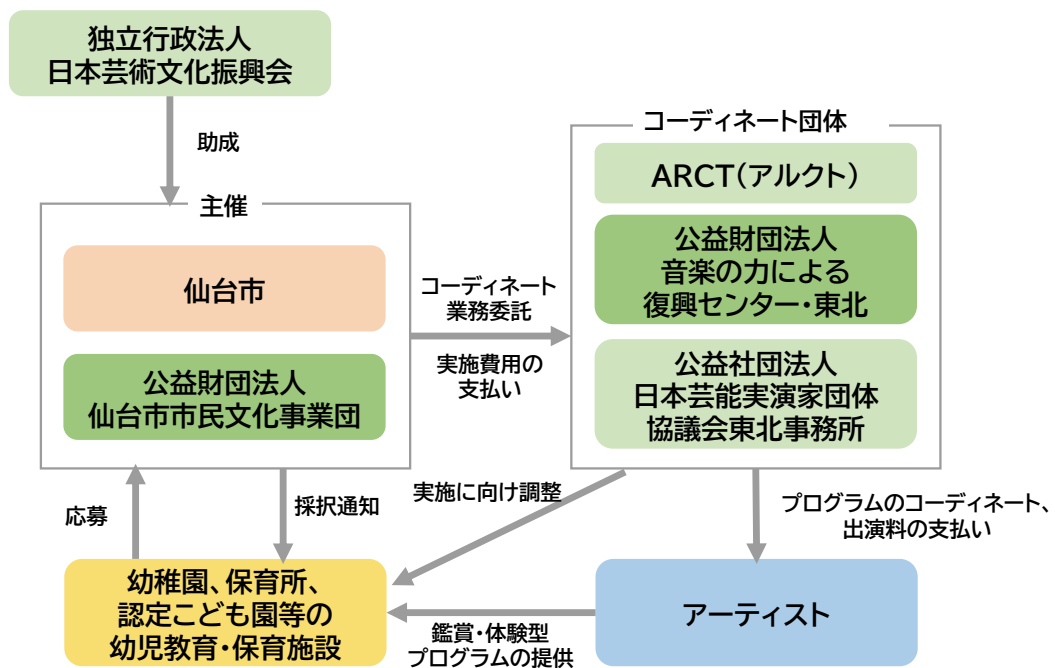 独立行政法人
日本芸術文化振興会
助成
主催
仙台市
公益財団法人
仙台市市民文化事業団
コーディネート
業務委託
実施費用の
支払い
コーディネート団体
ARCT(アルクト)
公益財団法人
音楽の力による
復興センター・東北
公益社団法人
日本芸能実演家団体
協議会東北事務所
応募
採択通知
実施に向け調整
プログラムのコーディネート、
出演料の支払い
幼稚園、保育所、
認定こども園等の
幼児教育・保育施設
鑑賞・体験型
プログラムの提供
アーティスト